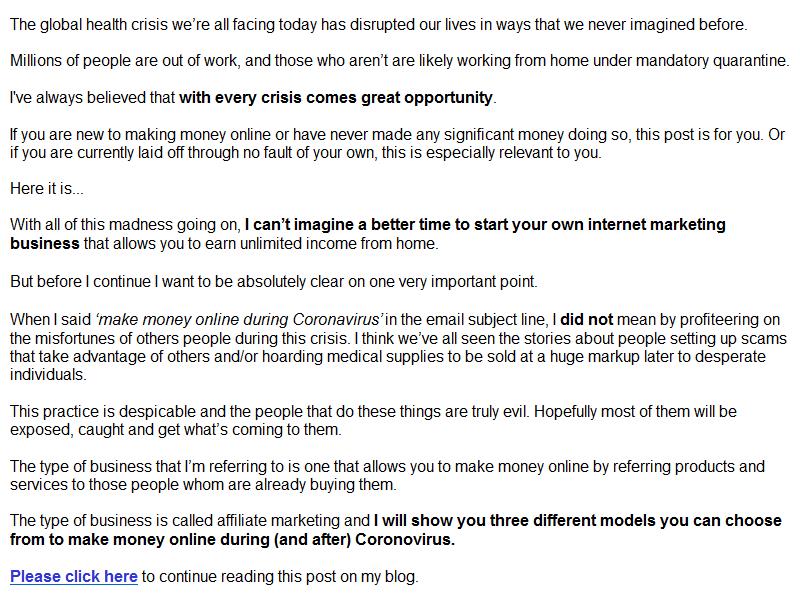 The global health crisis we’re all facing today has disrupted our lives in ways that we never imagined before.
Millions of people are out of work, and those who aren’t are likely working from home under mandatory quarantine.
I've always believed that with every crisis comes great opportunity.
If you are new to making money online or have never made any significant money doing so, this post is for you. Or
if you are currently laid off through no fault of your own, this is especially relevant to you.
Here it is...
With all of this madness going on, I can’t imagine a better time to start your own internet marketing
business that allows you to earn unlimited income from home.
But before I continue I want to be absolutely clear on one very important point.
When I said ‘make money online during Coronavirus’ in the email subject line, I did not mean by profiteering on
the misfortunes of others people during this crisis. I think we’ve all seen the stories about people setting up scams
that take advantage of others and/or hoarding medical supplies to be sold at a huge markup later to desperate
individuals.
This practice is despicable and the people that do these things are truly evil. Hopefully most of them will be
exposed, caught and get what’s coming to them.
The type of business that I’m referring to is one that allows you to make money online by referring products and
services to those people whom are already buying them.
The type of business is called affiliate marketing and I will show you three different models you can choose
from to make money online during (and after) Coronovirus.
Please click here to continue reading this post on my blog.